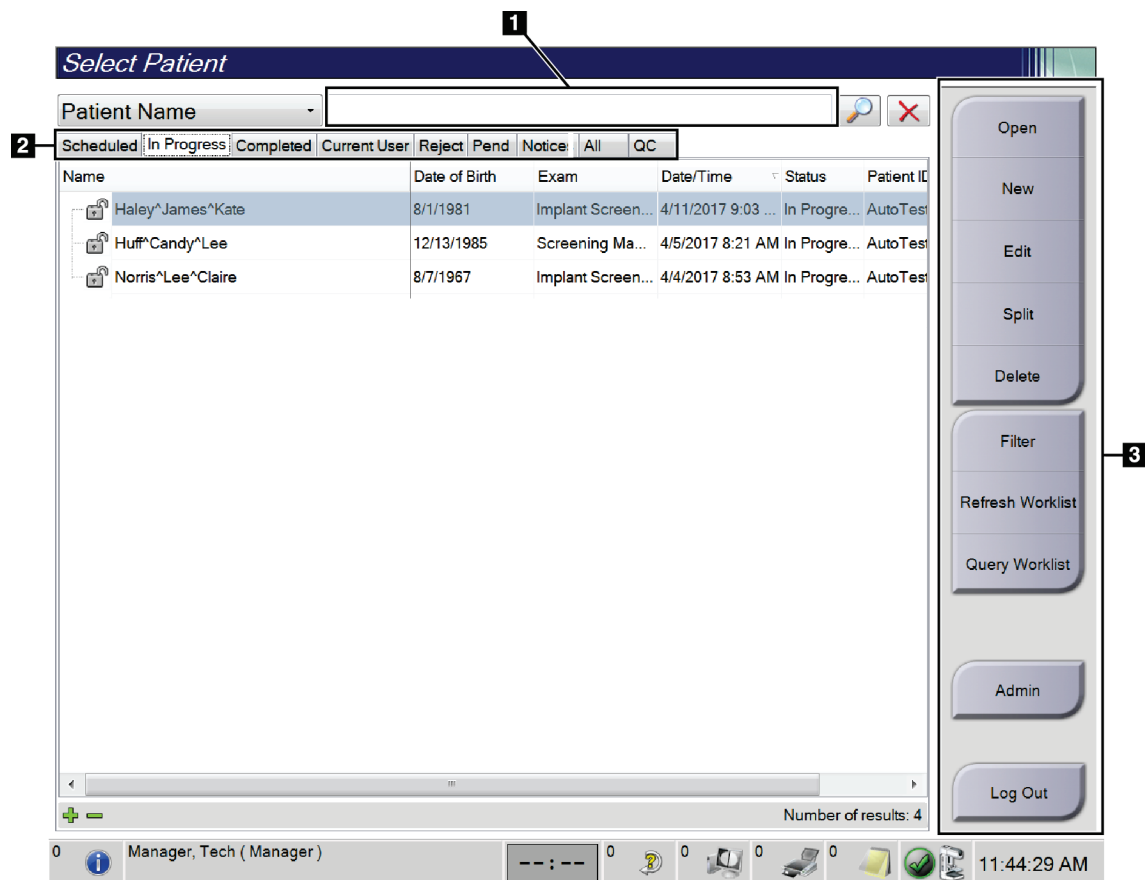 1
Select Patient
Patient Name
2
Scheduled In Progress Completed Current User Reject Pend Notice All QC
Name Date of Birth Exam Date/Time Status Patient ID
Haley^James^Kate 8/1/1981 Implant Screen... 4/11/2017 9:03 ... In Progre... AutoTest
Huff^Candy^Lee 12/13/1985 Screening Ma... 4/5/2017 8:21 AM In Progre... AutoTest
Norris^Lee^Claire 8/7/1967 Implant Screen... 4/4/2017 8:53 AM In Progre... AutoTest
Number of results: 4
Open
New
Edit
Split
Delete
Filter
3
Refresh Worklist
Query Worklist
Admin
Log Out
0 Manager, Tech ( Manager ) --:-- 0 0 0 0 11:44:29 AM